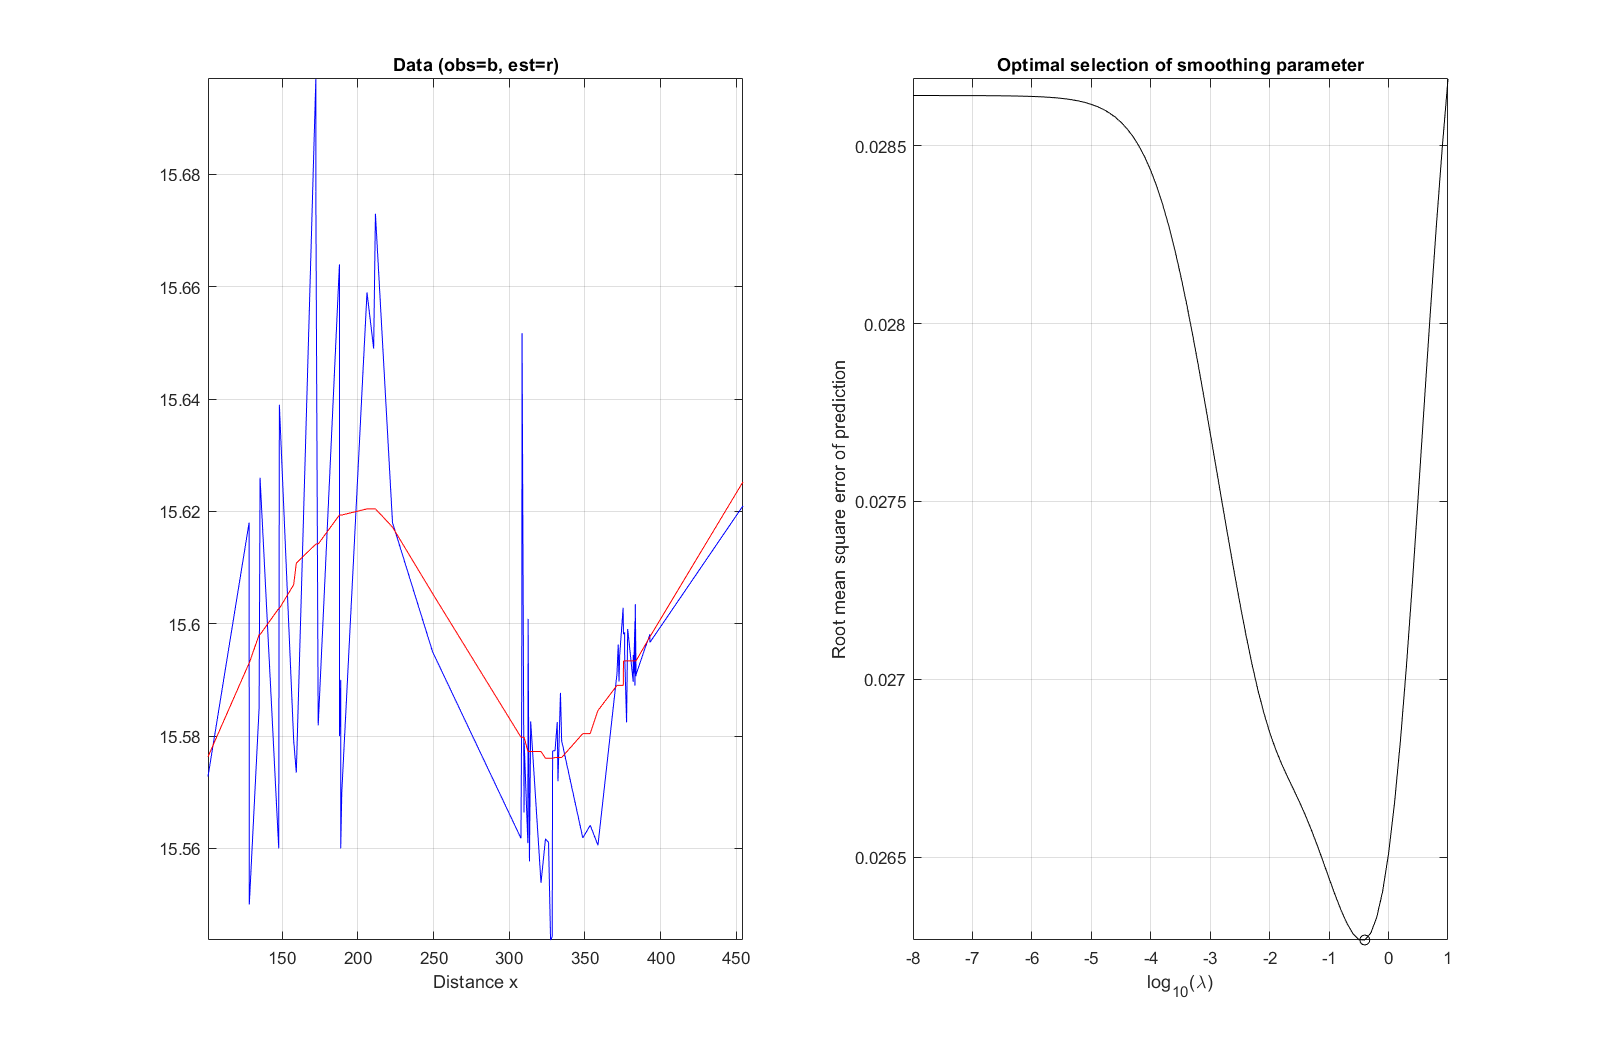 Data (obs=b, est=r)
15.68
15.66
15.64
15.62
15.6
15.58
15.56
150 200 250 300 350 400 450
Distance x
Optimal selection of smoothing parameter
Root mean square error of prediction
0.0285
0.028
0.0275
0.027
0.0265
-8 -7 -6 -5 -4 -3 -2 -1 0 1
log10(λ)